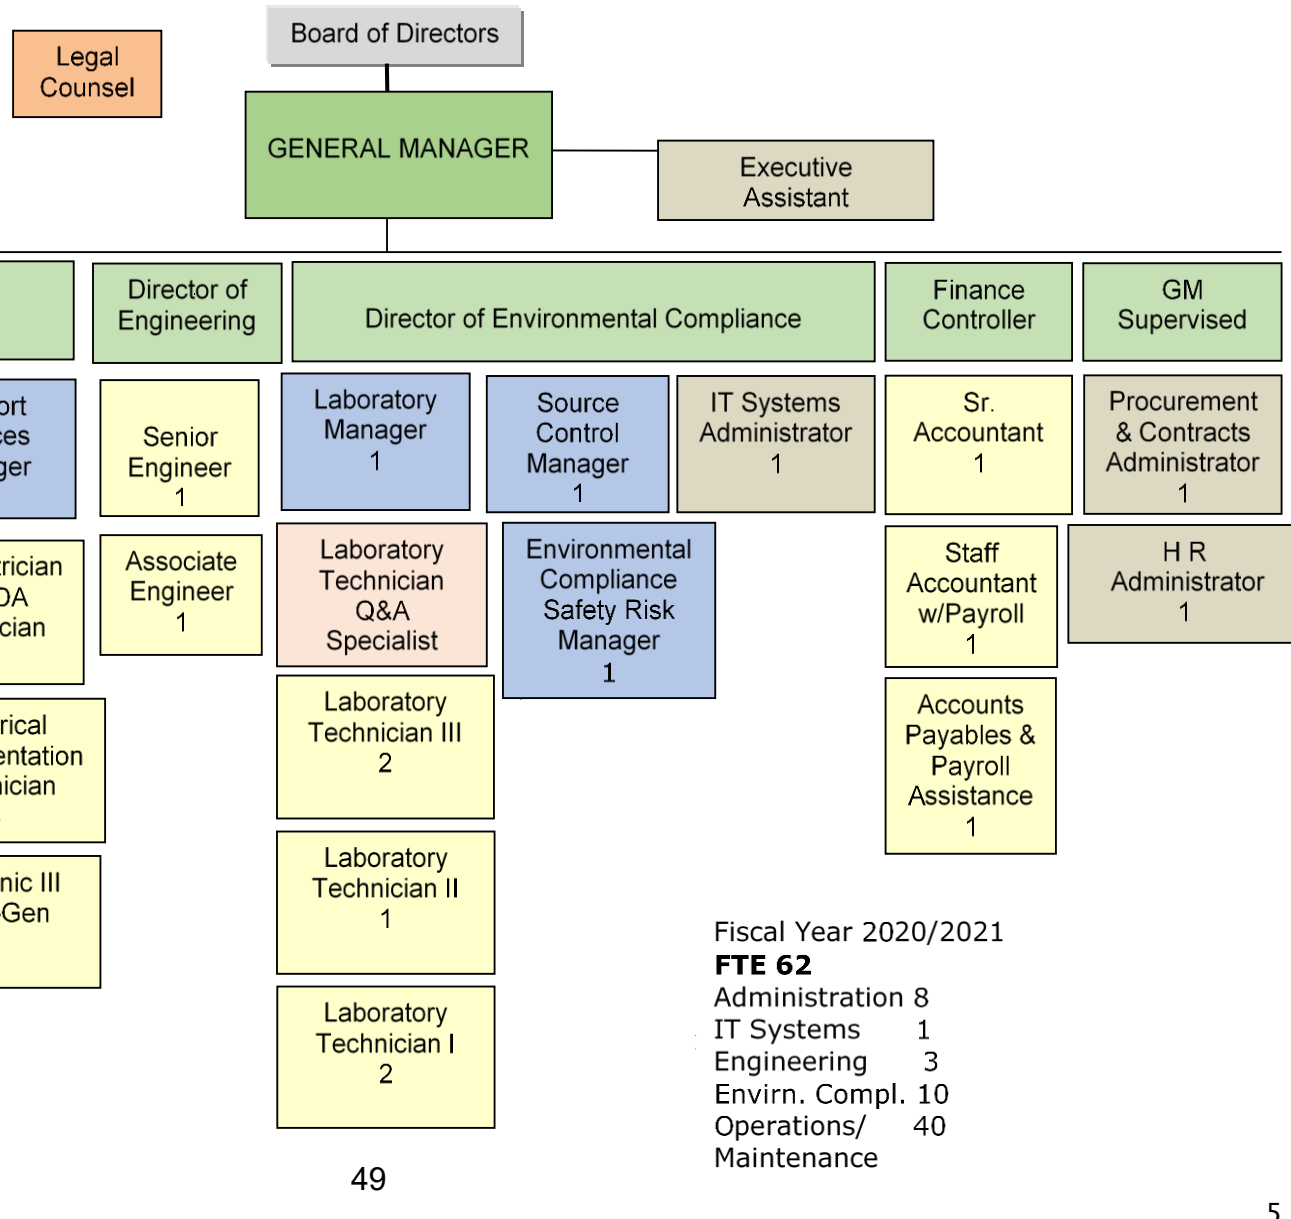 Board of Directors
Legal
Counsel
GENERAL MANAGER
Executive
Assistant
Director of
Engineering
Director of Environmental Compliance
Finance
Controller
GM
Supervised
Senior
Engineer
1
Associate
Engineer
1
Laboratory
Manager
1
Laboratory
Technician
Q&A
Specialist
Laboratory
Technician III
2
Laboratory
Technician II
1
Laboratory
Technician I
2
Source
Control
Manager
1
Environmental
Compliance
Safety Risk
Manager
1
IT Systems
Administrator
1
Sr.
Accountant
1
Staff
Accountant
w/Payroll
1
Accounts
Payables &
Payroll
Assistance
1
Procurement
& Contracts
Administrator
1
H R
Administrator
1
Fiscal Year 2020/2021
FTE 62
Administration 8
IT Systems 1
Engineering 3
Envirn. Compl. 10
Operations/ 40
Maintenance
49
5